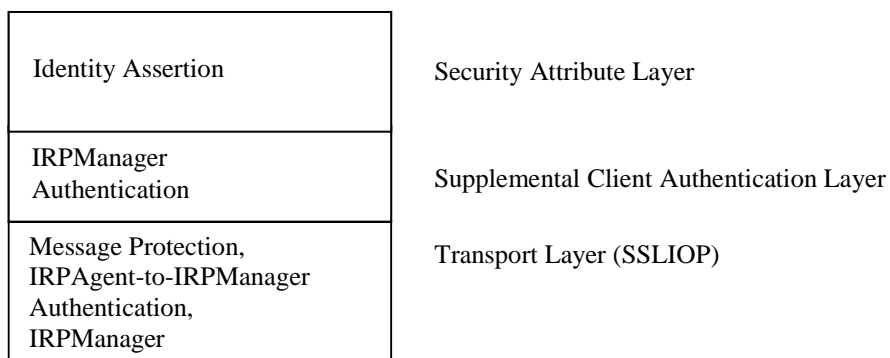 Identity Assertion
Security Attribute Layer
IRPManager
Authentication
Supplemental Client Authentication Layer
Message Protection,
IRPAgent-to-IRPManager
Authentication,
IRPManager
Transport Layer (SSLIOP)